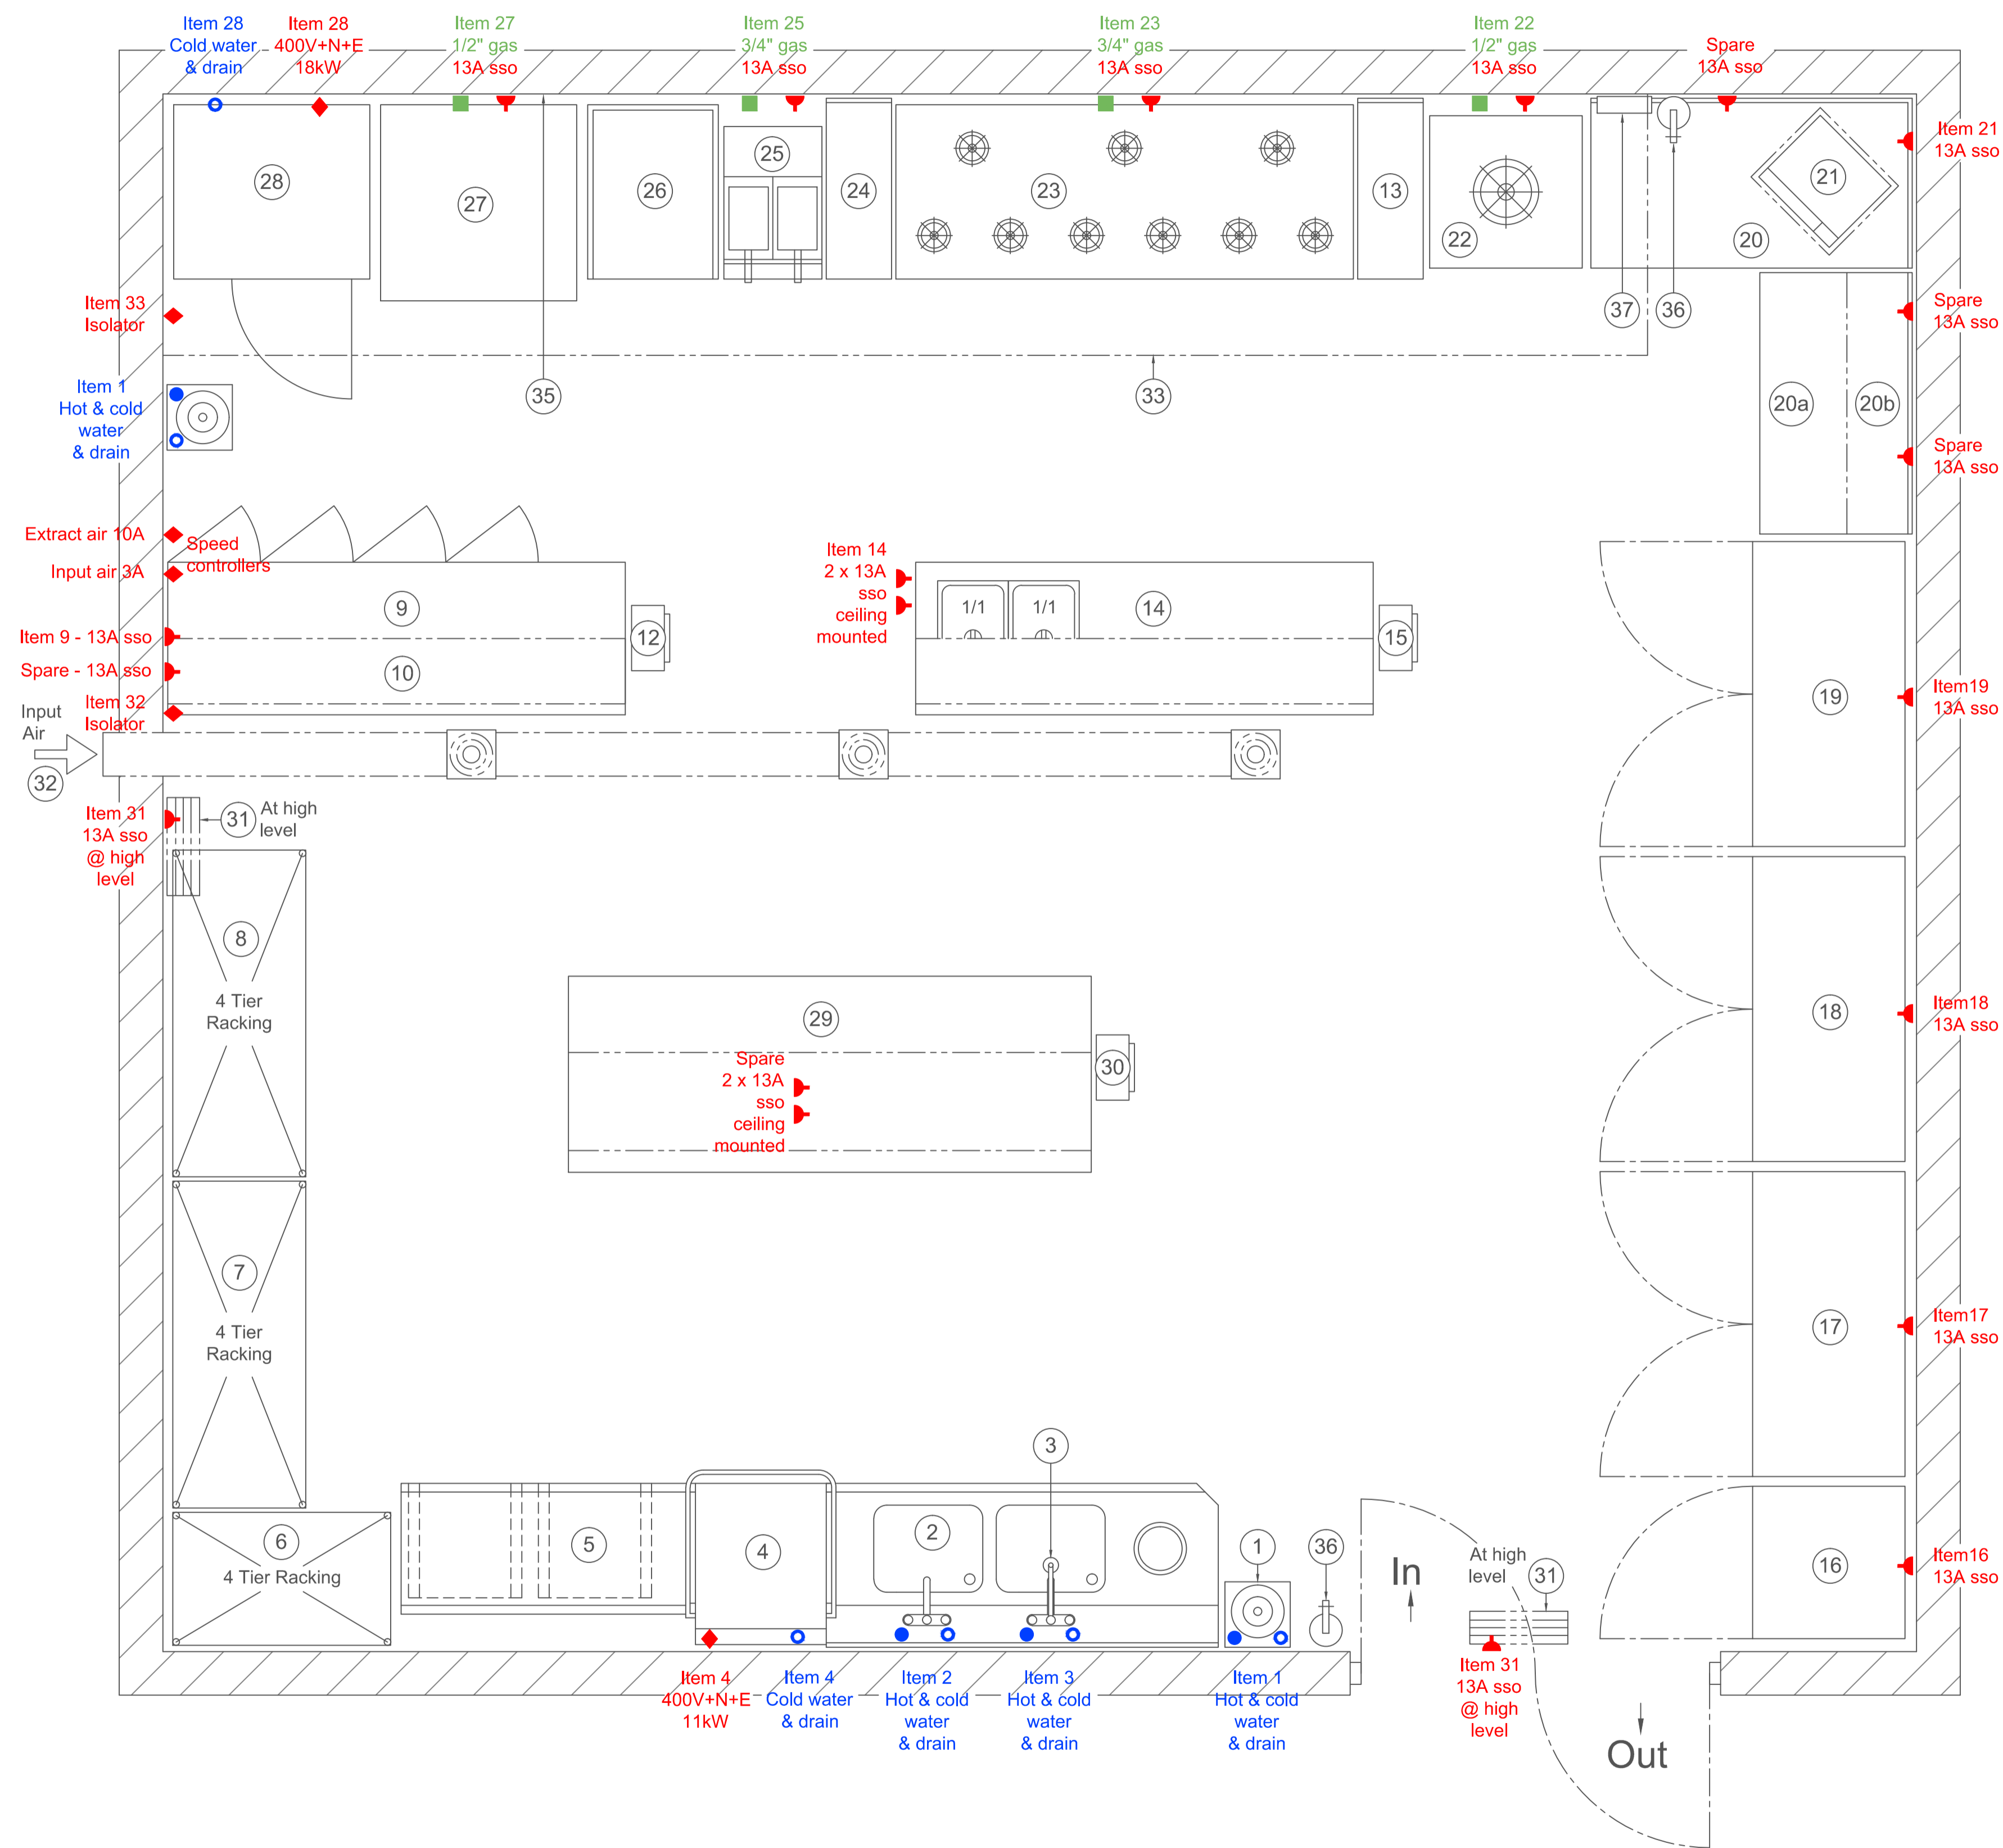 Item 28
Cold water
& drain
Item 28
400V+N+E
18kW
Item 27
1/2" gas
13A sso
Item 25
3/4" gas
13A sso
Item 23
3/4" gas
13A sso
Item 22
1/2" gas
13A sso
Spare
13A sso
Item 21
13A sso
28
27
26
25
24
23
13
22
20
21
37
36
35
33
Item 33
Isolator
Item 1
Hot & cold
water
& drain
Spare
13A sso
20a
20b
Spare
13A sso
Extract air 10A
Speed
controllers
Input air 3A
Item 9 - 13A sso
Spare - 13A sso
Item 32
Isolator
Input
Air
32
9
10
12
Item 14
2 x 13A
sso
ceiling
mounted
1/1
1/1
14
15
19
Item19
13A sso
Item 31
13A sso
@ high
level
31
At high
level
8
4 Tier
Racking
29
Spare
2 x 13A
sso
ceiling
mounted
30
18
Item18
13A sso
7
4 Tier
Racking
17
Item17
13A sso
6
4 Tier Racking
5
4
2
3
1
36
In
At high
level
31
16
Item16
13A sso
Item 4
400V+N+E
11kW
Item 4
Cold water
& drain
Item 2
Hot & cold
water
& drain
Item 3
Hot & cold
water
& drain
Item 1
Hot & cold
water
& drain
Item 31
13A sso
@ high
level
Out